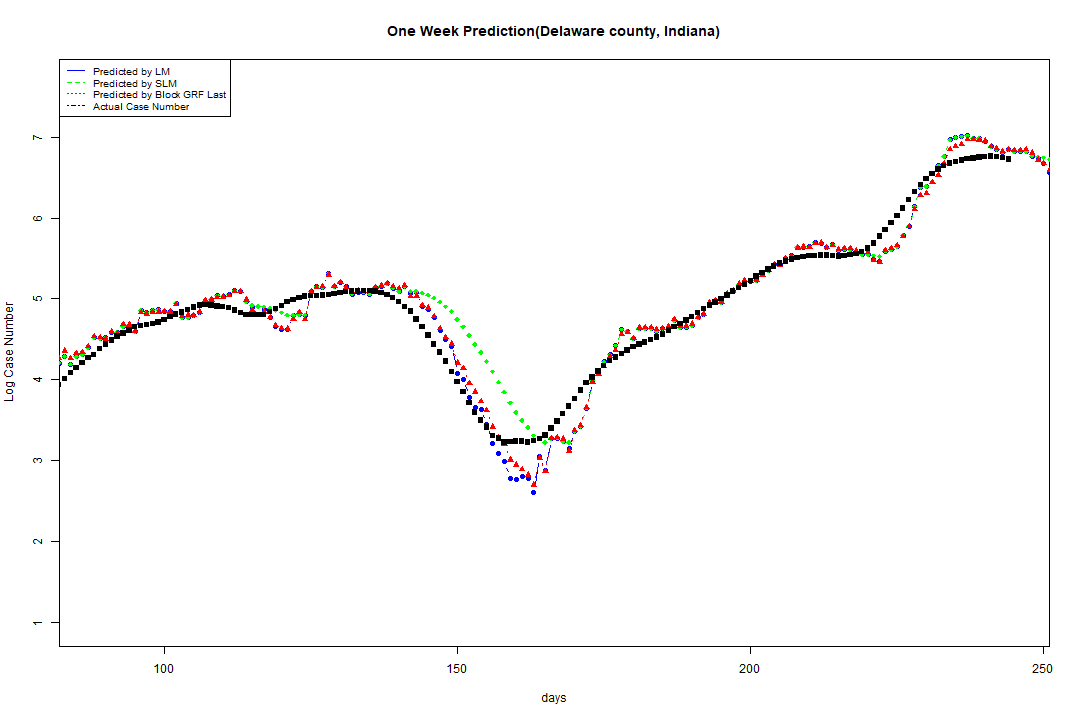 One Week Prediction(Delaware county, Indiana)
Predicted by LM
Predicted by SLM
Predicted by Block GRF Last
Actual Case Number
Log Case Number
7
6
5
4
3
2
1
100
150
200
250
days